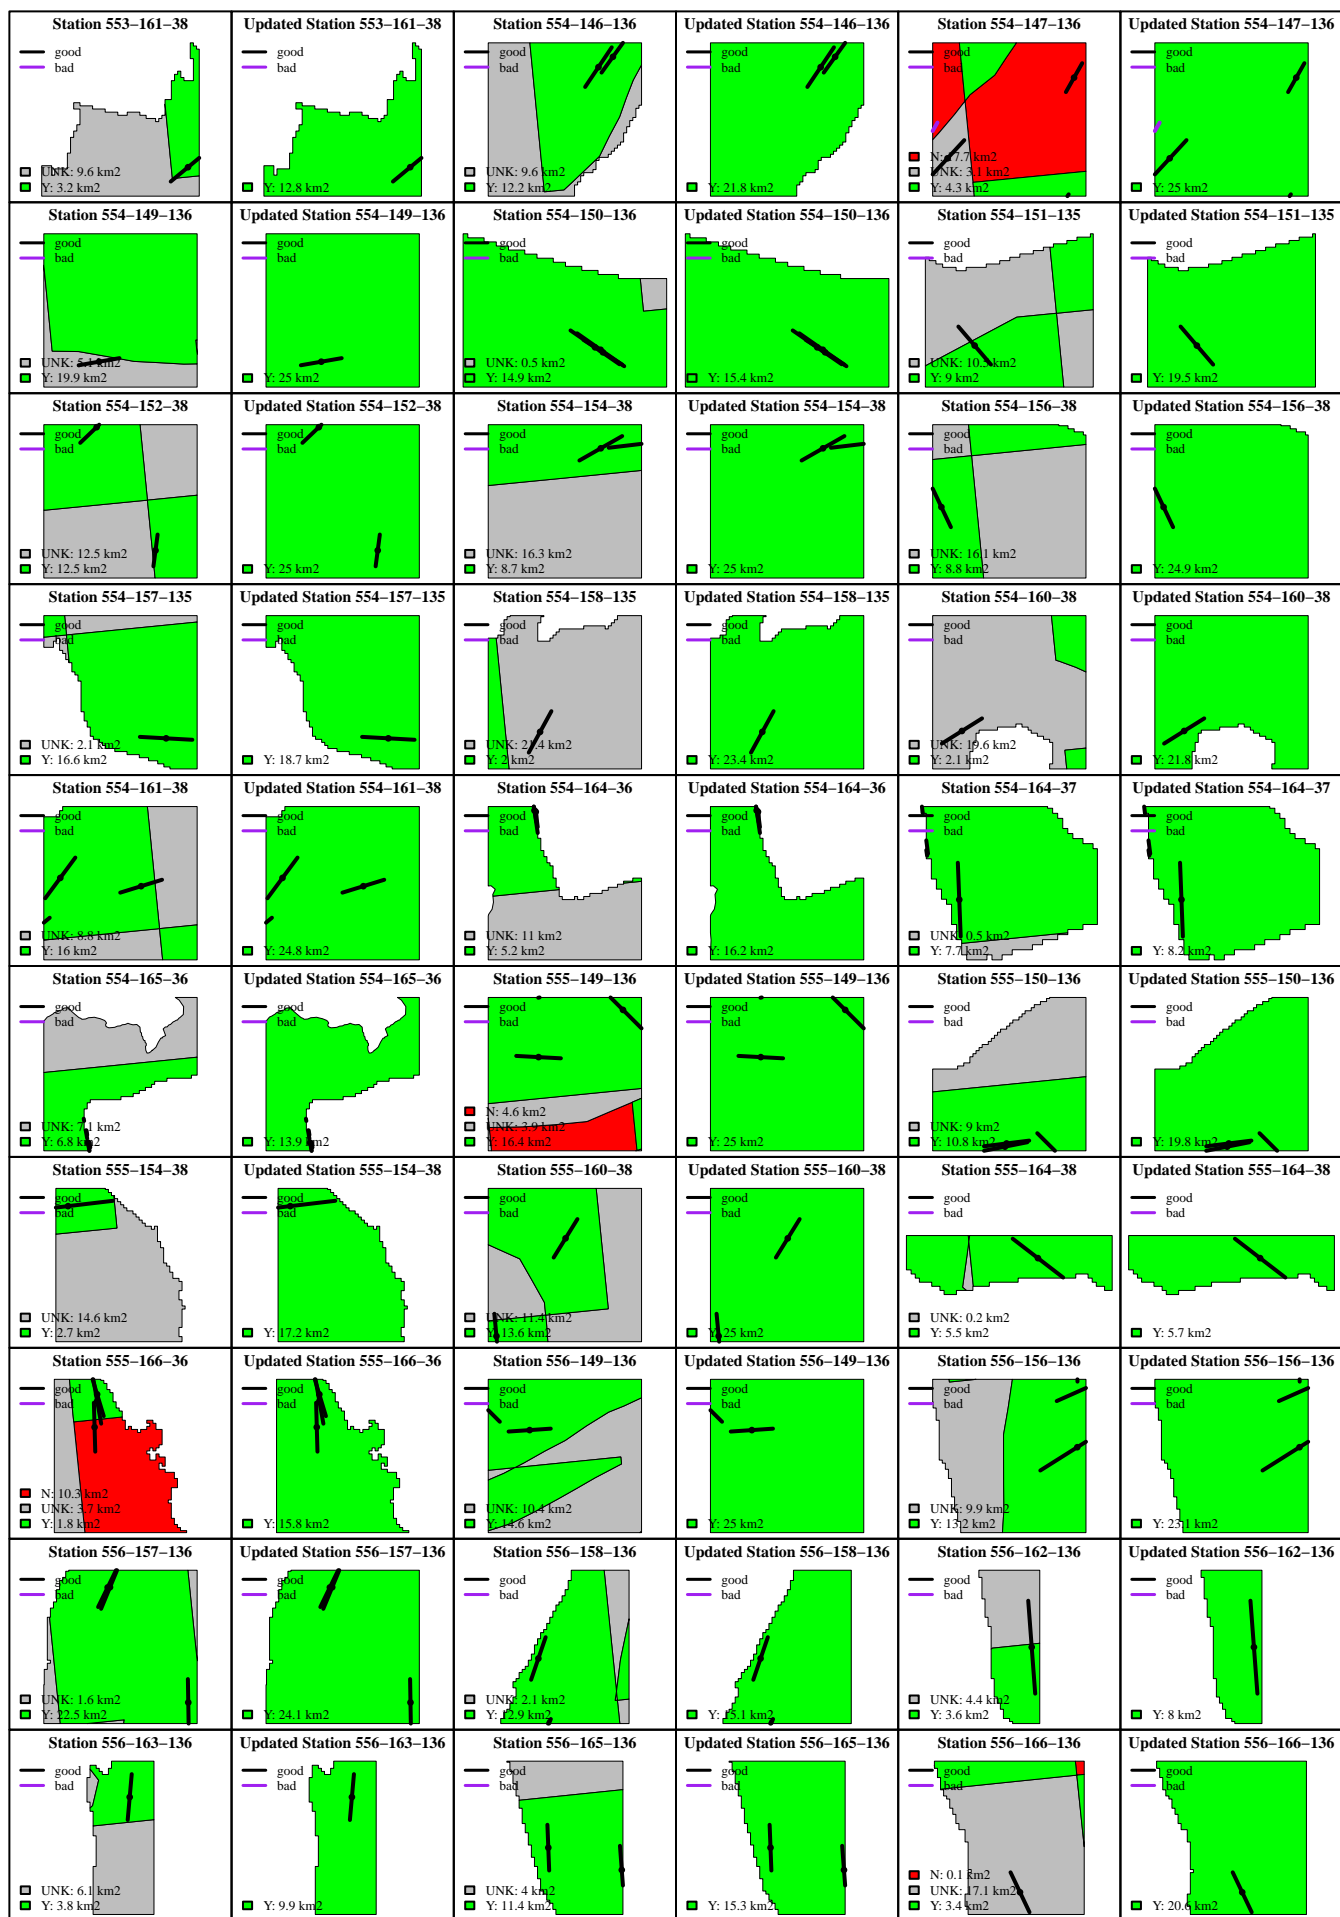 Station 553−161−38
good
bad
UNK: 9.6 km2
Y: 3.2 km2
Updated Station 553−161−38
good
bad
Y: 12.8 km2
Station 554−146−136
good
bad
UNK: 9.6 km2
Y: 12.2 km2
Updated Station 554−146−136
good
bad
Y: 21.8 km2
Station 554−147−136
good
bad
N: 17.7 km2
UNK: 3.1 km2
Y: 4.3 km2
Updated Station 554−147−136
good
bad
Y: 25 km2
Station 554−149−136
good
bad
UNK: 5.1 km2
Y: 19.9 km2
Updated Station 554−149−136
good
bad
Y: 25 km2
Station 554−150−136
good
bad
UNK: 0.5 km2
Y: 14.9 km2
Updated Station 554−150−136
good
bad
Y: 15.4 km2
Station 554−151−135
good
bad
UNK: 10.5 km2
Y: 9 km2
Updated Station 554−151−135
good
bad
Y: 19.5 km2
Station 554−152−38
good
bad
UNK: 12.5 km2
Y: 12.5 km2
Updated Station 554−152−38
good
bad
Y: 25 km2
Station 554−154−38
good
bad
UNK: 16.3 km2
Y: 8.7 km2
Updated Station 554−154−38
good
bad
Y: 25 km2
Station 554−156−38
good
bad
UNK: 16.1 km2
Y: 8.8 km2
Updated Station 554−156−38
good
bad
Y: 24.9 km2
Station 554−157−135
good
bad
UNK: 2.1 km2
Y: 16.6 km2
Updated Station 554−157−135
good
bad
Y: 18.7 km2
Station 554−158−135
good
bad
UNK: 21.4 km2
Y: 2 km2
Updated Station 554−158−135
good
bad
Y: 23.4 km2
Station 554−160−38
good
bad
UNK: 19.6 km2
Y: 2.1 km2
Updated Station 554−160−38
good
bad
Y: 21.8 km2
Station 554−161−38
good
bad
UNK: 8.8 km2
Y: 16 km2
Updated Station 554−161−38
good
bad
Y: 24.8 km2
Station 554−164−36
good
bad
UNK: 11 km2
Y: 5.2 km2
Updated Station 554−164−36
good
bad
Y: 16.2 km2
Station 554−164−37
good
bad
UNK: 0.5 km2
Y: 7.7 km2
Updated Station 554−164−37
good
bad
Y: 8.2 km2
Station 554−165−36
good
bad
UNK: 7.1 km2
Y: 6.8 km2
Updated Station 554−165−36
good
bad
Y: 13.9 km2
Station 555−149−136
good
bad
N: 4.6 km2
UNK: 3.9 km2
Y: 16.4 km2
Updated Station 555−149−136
good
bad
Y: 25 km2
Station 555−150−136
good
bad
UNK: 9 km2
Y: 10.8 km2
Updated Station 555−150−136
good
bad
Y: 19.8 km2
Station 555−154−38
good
bad
UNK: 14.6 km2
Y: 2.7 km2
Updated Station 555−154−38
good
bad
Y: 17.2 km2
Station 555−160−38
good
bad
UNK: 11.4 km2
Y: 13.6 km2
Updated Station 555−160−38
good
bad
Y: 25 km2
Station 555−164−38
good
bad
UNK: 0.2 km2
Y: 5.5 km2
Updated Station 555−164−38
good
bad
Y: 5.7 km2
Station 555−166−36
good
bad
N: 10.3 km2
UNK: 3.7 km2
Y: 1.8 km2
Updated Station 555−166−36
good
bad
Y: 15.8 km2
Station 556−149−136
good
bad
UNK: 10.4 km2
Y: 14.6 km2
Updated Station 556−149−136
good
bad
Y: 25 km2
Station 556−156−136
good
bad
UNK: 9.9 km2
Y: 13.2 km2
Updated Station 556−156−136
good
bad
Y: 23.1 km2
Station 556−157−136
good
bad
UNK: 1.6 km2
Y: 22.5 km2
Updated Station 556−157−136
good
bad
Y: 24.1 km2
Station 556−158−136
good
bad
UNK: 2.1 km2
Y: 12.9 km2
Updated Station 556−158−136
good
bad
Y: 15.1 km2
Station 556−162−136
good
bad
UNK: 4.4 km2
Y: 3.6 km2
Updated Station 556−162−136
good
bad
Y: 8 km2
Station 556−163−136
good
bad
UNK: 6.1 km2
Y: 3.8 km2
Updated Station 556−163−136
good
bad
Y: 9.9 km2
Station 556−165−136
good
bad
UNK: 4 km2
Y: 11.4 km2
Updated Station 556−165−136
good
bad
Y: 15.3 km2
Station 556−166−136
good
bad
N: 0.1 km2
UNK: 17.1 km2
Y: 3.4 km2
Updated Station 556−166−136
good
bad
Y: 20.6 km2